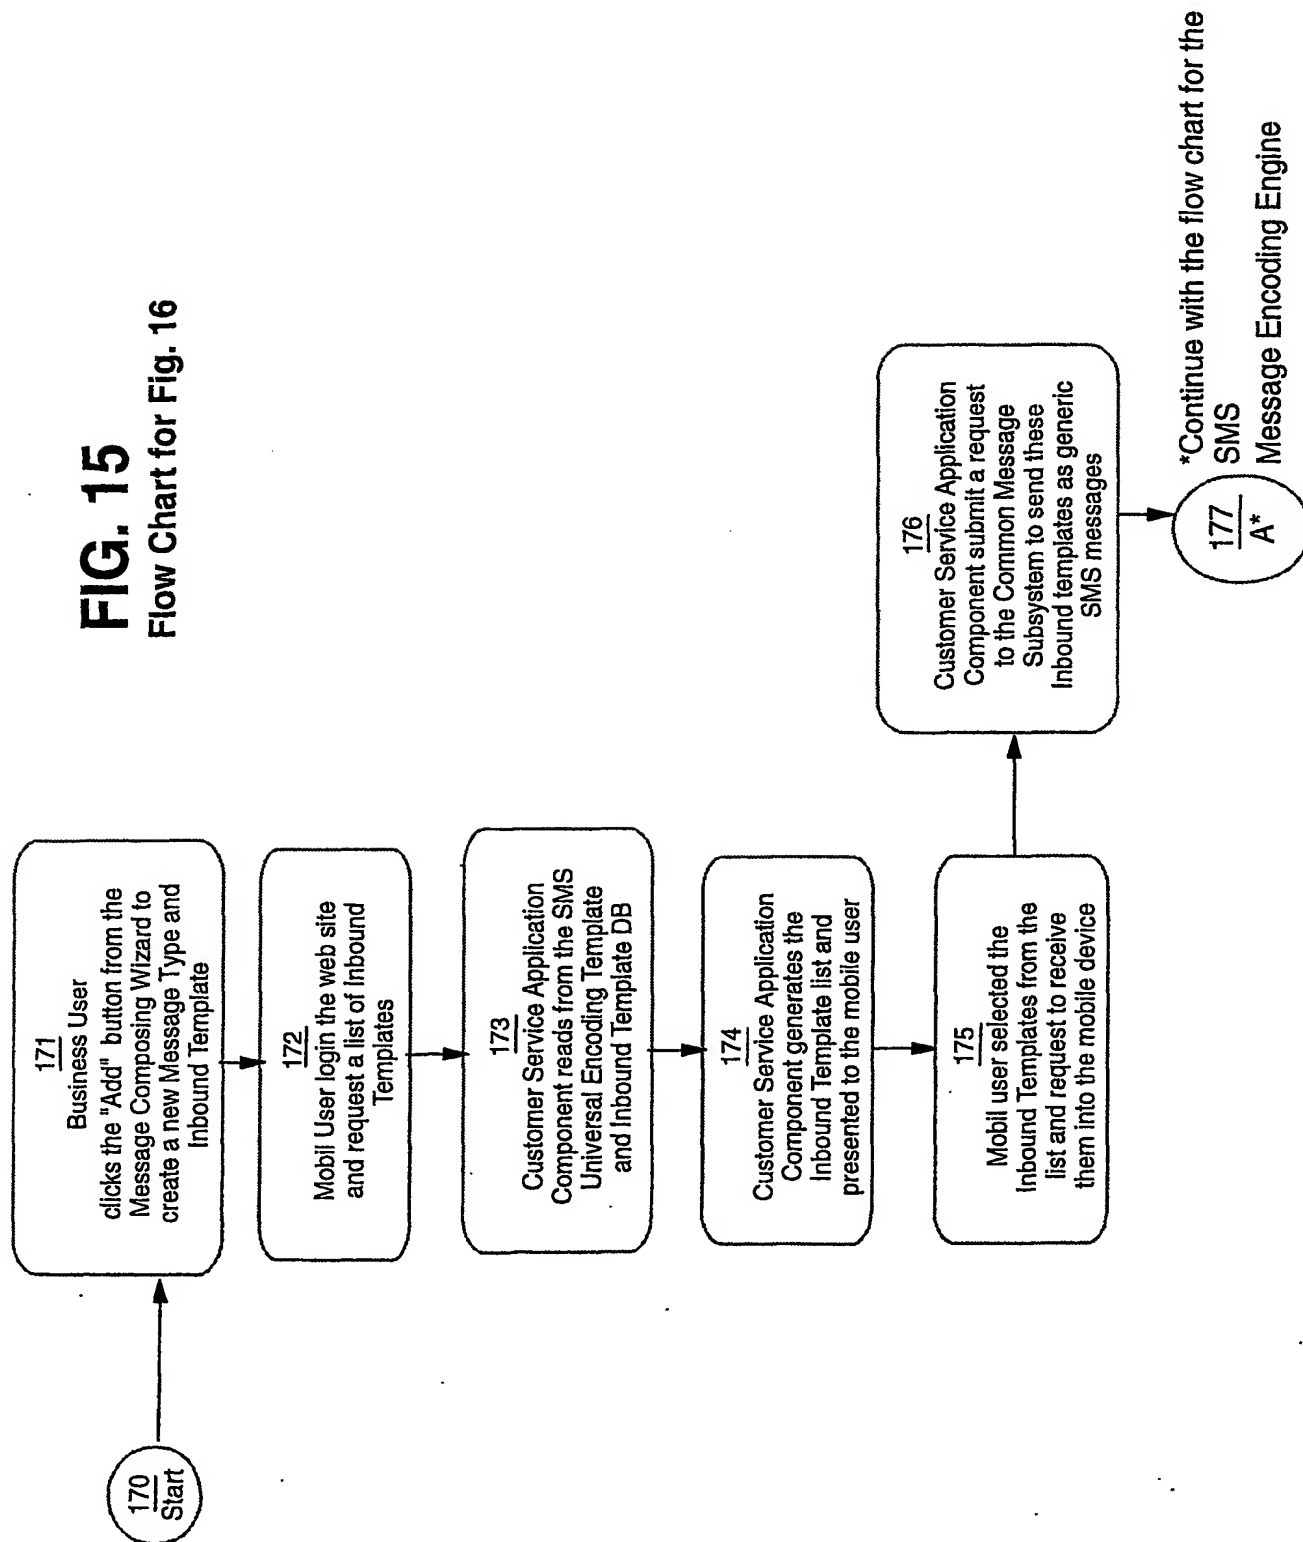 FIG. 15
Flow Chart for Fig. 16
170
Start
171
Business User
clicks the "Add" button from the
Message Composing Wizard to
create a new Message Type and
Inbound Template
172
Mobil User login the web site
and request a list of Inbound
Templates
173
Customer Service Application
Component reads from the SMS
Universal Encoding Template
and Inbound Template DB
174
Customer Service Application
Component generates the
Inbound Template list and
presented to the mobile user
175
Mobil user selected the
Inbound Templates from the
list and request to receive
them into the mobile device
176
Customer Service Application
Component submit a request
to the Common Message
Subsystem to send these
Inbound templates as generic
SMS messages
177
A*
*Continue with the flow chart for the
SMS
Message Encoding Engine